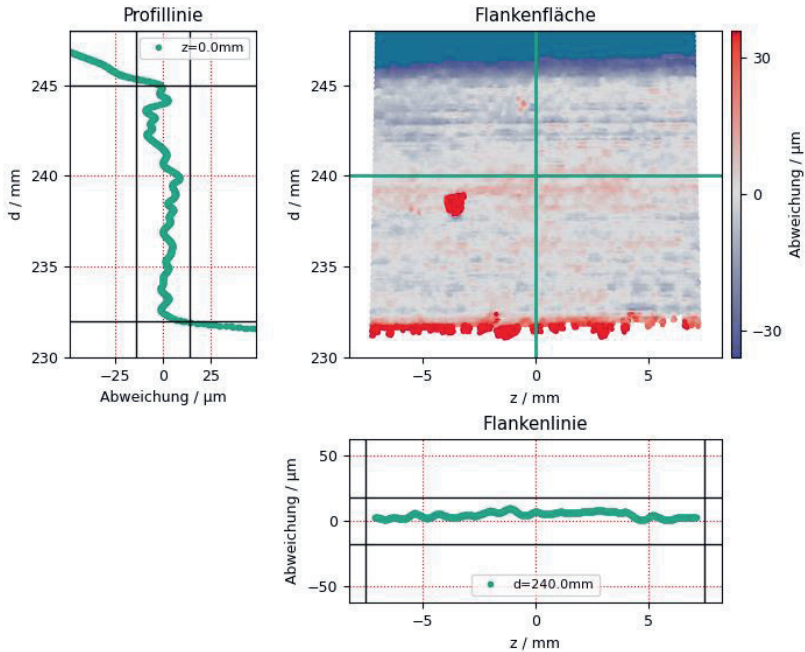 Profillinie
z=0.0mm
d / mm
245
240
235
230
−25
0
25
Abweichung / µm
Flankenfläche
d / mm
245
240
235
230
−5
0
5
z / mm
30
0
−30
Abweichung / µm
Flankenlinie
Abweichung / µm
50
0
−50
d=240.0mm
−5
0
5
z / mm